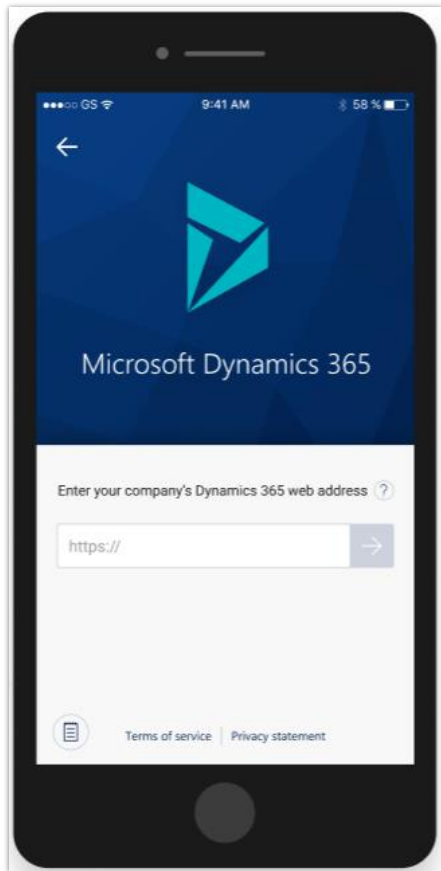 GS 9:41 AM 58 %
Microsoft Dynamics 365
Enter your company's Dynamics 365 web address ?
https://
Terms of service | Privacy statement